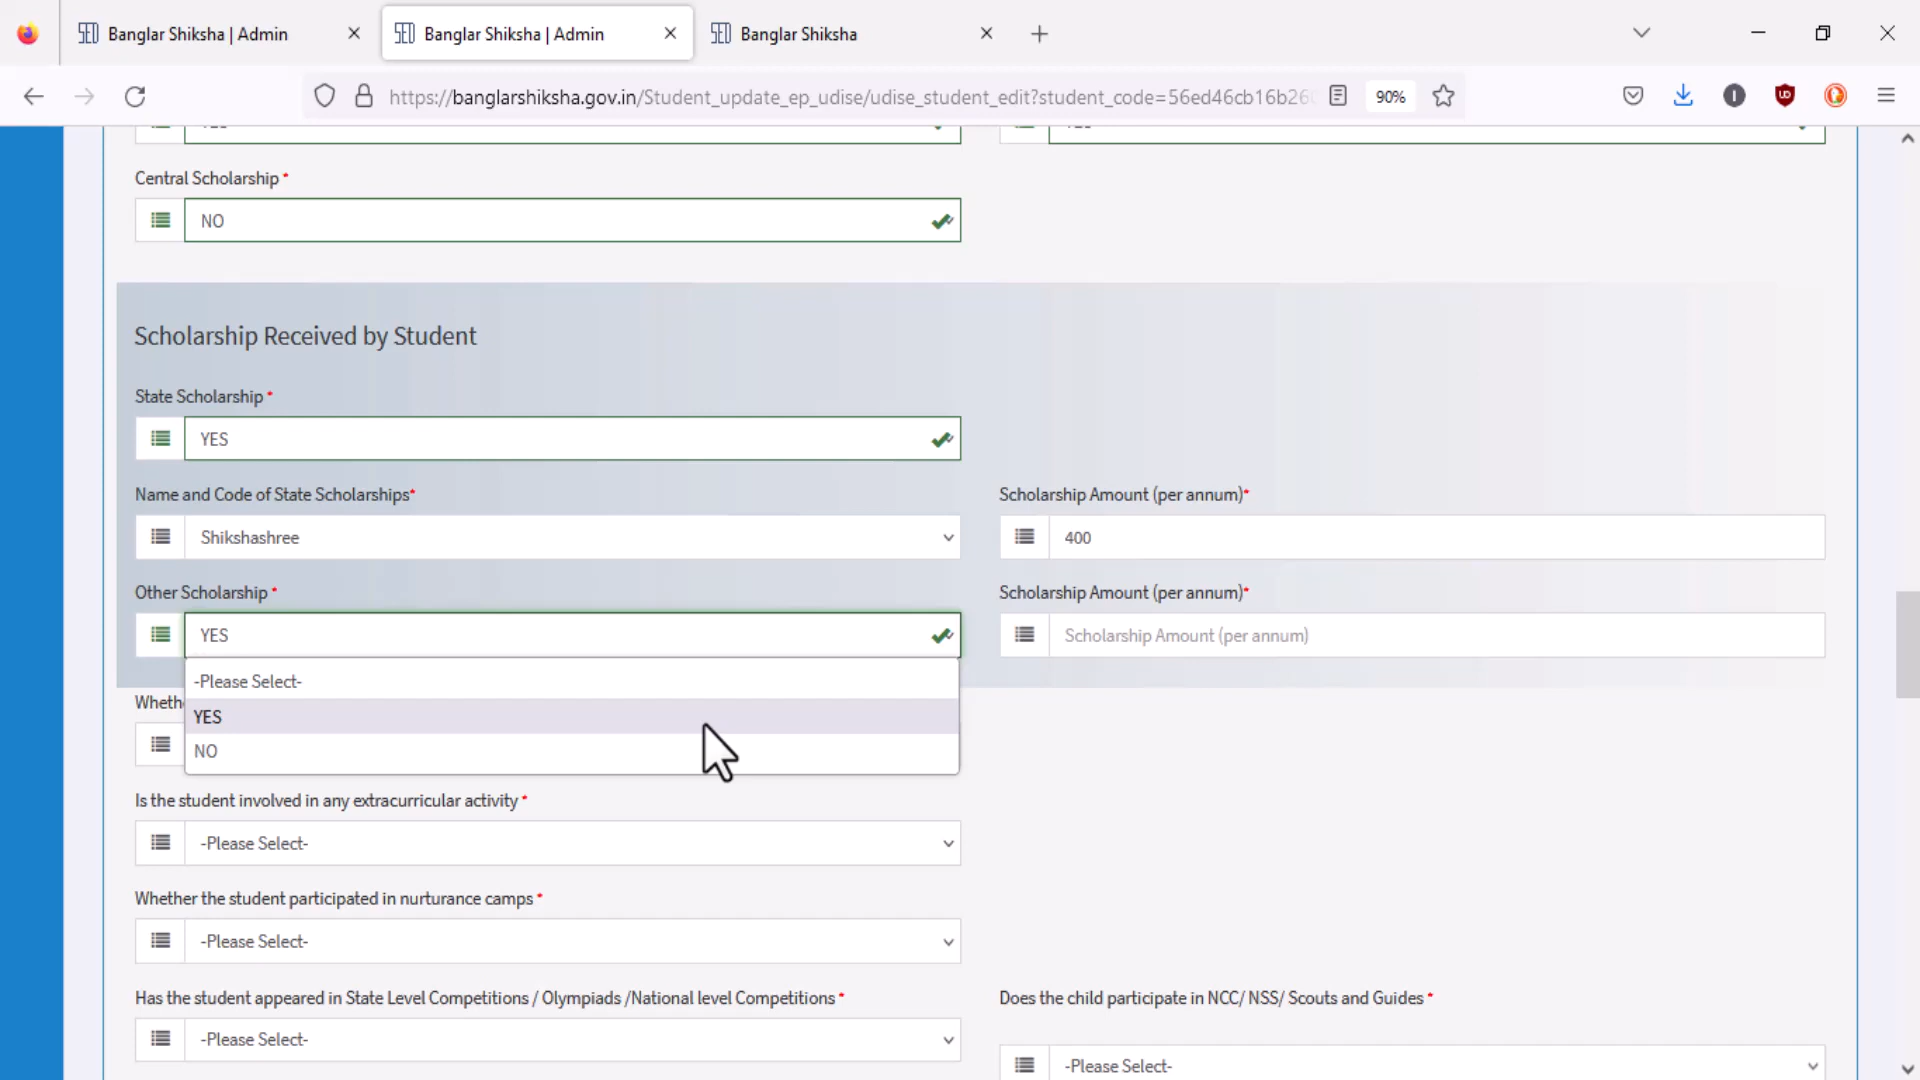 Banglar Shiksha | Admin
Banglar Shiksha | Admin
Banglar Shiksha
https://banglarshiksha.gov.in/Student_update_ep_udise/udise_student_edit?student_code=56ed46cb16b260
90%
Central Scholarship *
NO
Scholarship Received by Student
State Scholarship *
YES
Name and Code of State Scholarships*
Scholarship Amount (per annum)*
Shikshashree
400
Other Scholarship *
Scholarship Amount (per annum)*
YES
Scholarship Amount (per annum)
-Please Select-
YES
NO
Is the student involved in any extracurricular activity *
-Please Select-
Whether the student participated in nurturance camps *
-Please Select-
Has the student appeared in State Level Competitions / Olympiads /National level Competitions *
Does the child participate in NCC/ NSS/ Scouts and Guides *
-Please Select-
-Please Select-